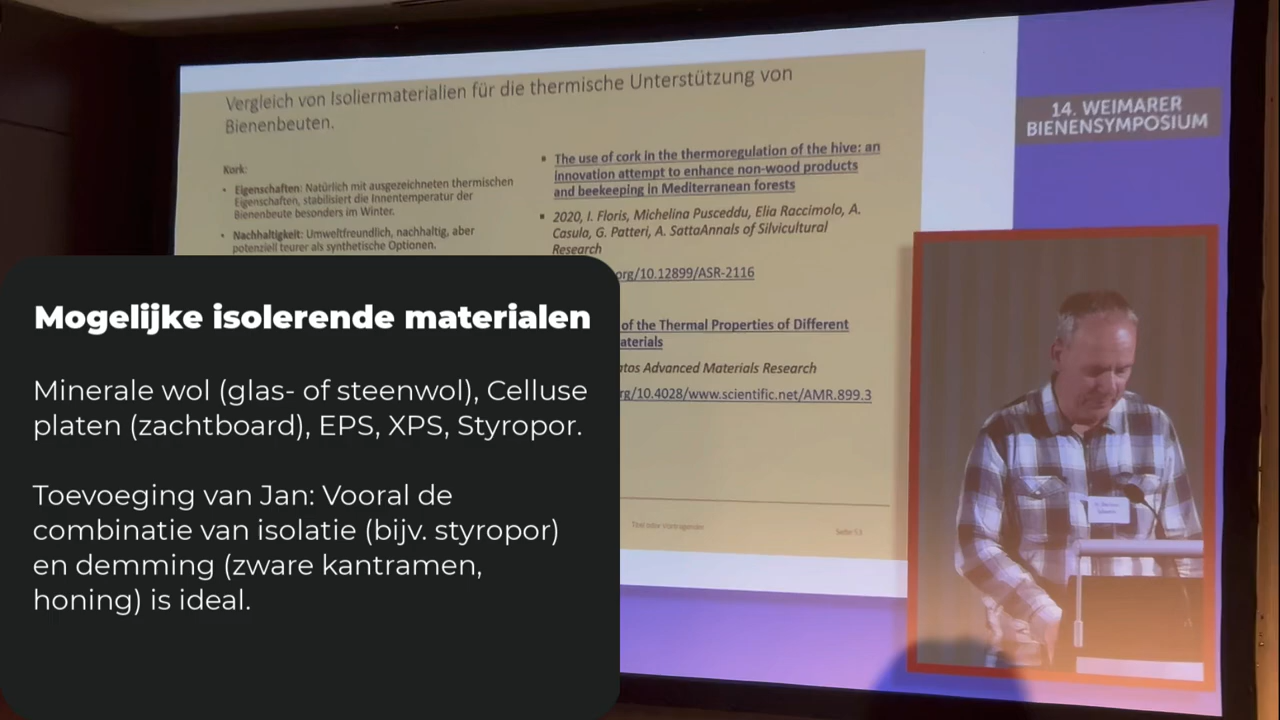 Vergleich von Isoliermaterialien für die thermische Unterstützung von
Bienenbeuten.
Kork:
• Eigenschaften: Natürlich mit ausgezeichneten thermischen
Eigenschaften, stabilisiert die Innentemperatur der
Bienenbeute besonders im Winter.
• Nachhaltigkeit: Umweltfreundlich, nachhaltig, aber
potenziell teurer als synthetische Optionen.
▪ The use of cork in the thermoregulation of the hive: an
innovation attempt to enhance non-wood products
and beekeeping in Mediterranean forests
▪ 2020, I. Floris, Michelina Pusceddu, Elia Raccimolo, A.
Casula, G. Patteri, A. SattaAnnals of Silvicultural
Research
org/10.12899/ASR-2116
of the Thermal Properties of Different
aterials
Advanced Materials Research
rg/10.4028/www.scientific.net/AMR.899.3
Seite 53
14. WEIMARER
BIENENSYMPOSIUM
Mogelijke isolerende materialen
Minerale wol (glas- of steenwol), Celluse
platen (zachtboard), EPS, XPS, Styropor.
Toevoeging van Jan: Vooral de
combinatie van isolatie (bijv. styropor)
en demming (zware kantramen,
honing) is ideal.